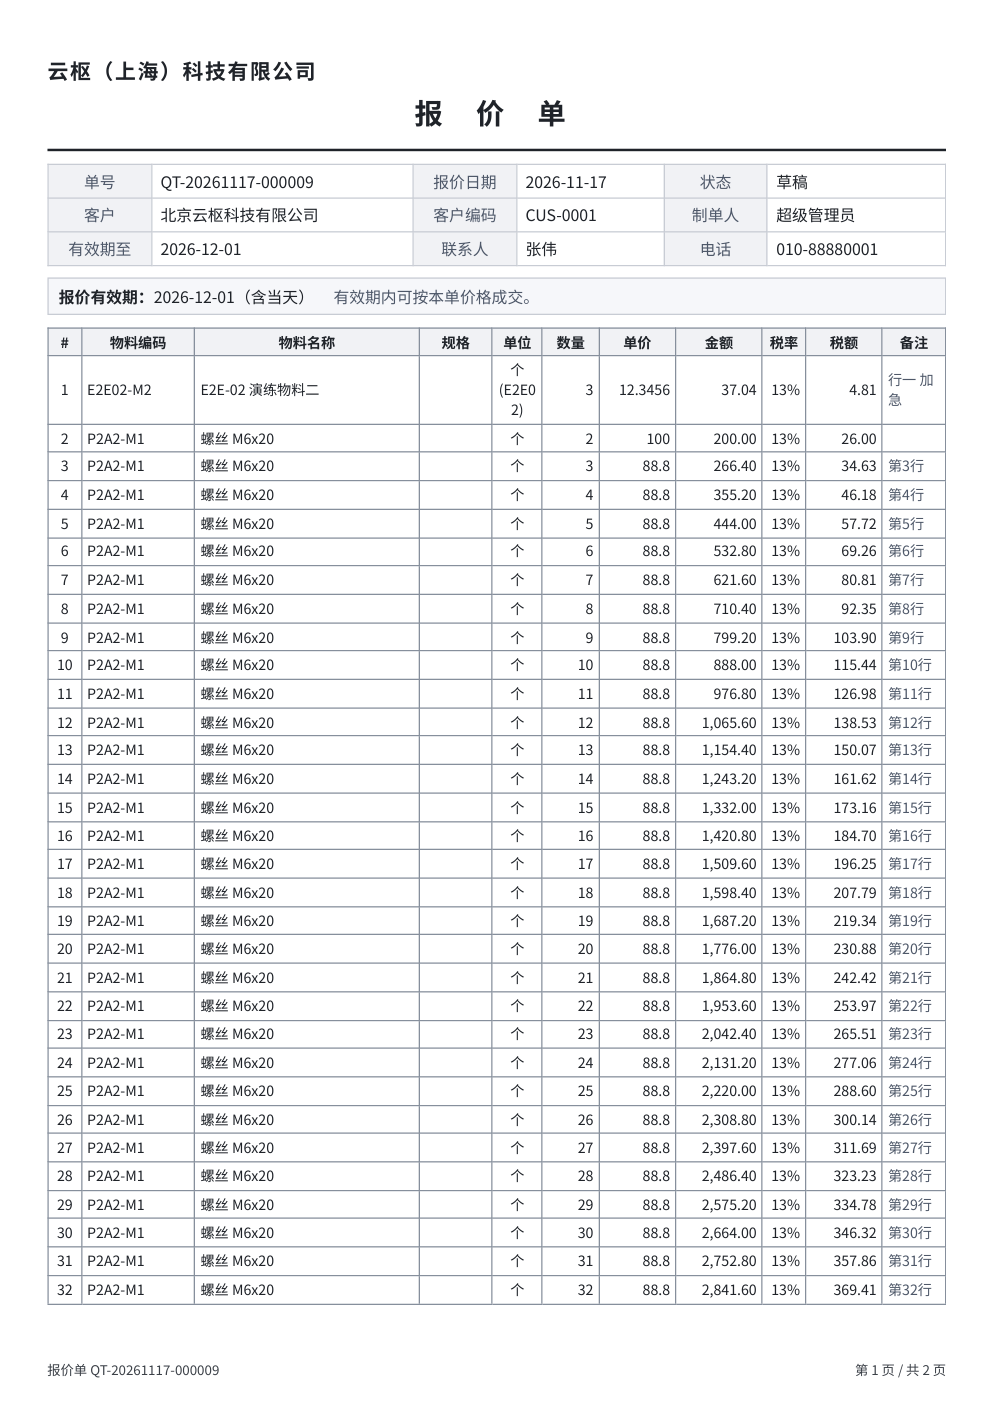 云枢（上海）科技有限公司
报 价 单
单号 QT-20261117-000009 报价日期 2026-11-17 状态 草稿
客户 北京云枢科技有限公司 客户编码 CUS-0001 制单人 超级管理员
有效期至 2026-12-01 联系人 张伟 电话 010-88880001
报价有效期：2026-12-01（含当天） 有效期内可按本单价格成交。
# 物料编码 物料名称 规格 单位 数量 单价 金额 税率 税额 备注
1 E2E02-M2 E2E-02 演练物料二 个(E2E02) 3 12.3456 37.04 13% 4.81 行一 加急
2 P2A2-M1 螺丝 M6x20 个 2 100 200.00 13% 26.00
3 P2A2-M1 螺丝 M6x20 个 3 88.8 266.40 13% 34.63 第3行
4 P2A2-M1 螺丝 M6x20 个 4 88.8 355.20 13% 46.18 第4行
5 P2A2-M1 螺丝 M6x20 个 5 88.8 444.00 13% 57.72 第5行
6 P2A2-M1 螺丝 M6x20 个 6 88.8 532.80 13% 69.26 第6行
7 P2A2-M1 螺丝 M6x20 个 7 88.8 621.60 13% 80.81 第7行
8 P2A2-M1 螺丝 M6x20 个 8 88.8 710.40 13% 92.35 第8行
9 P2A2-M1 螺丝 M6x20 个 9 88.8 799.20 13% 103.90 第9行
10 P2A2-M1 螺丝 M6x20 个 10 88.8 888.00 13% 115.44 第10行
11 P2A2-M1 螺丝 M6x20 个 11 88.8 976.80 13% 126.98 第11行
12 P2A2-M1 螺丝 M6x20 个 12 88.8 1,065.60 13% 138.53 第12行
13 P2A2-M1 螺丝 M6x20 个 13 88.8 1,154.40 13% 150.07 第13行
14 P2A2-M1 螺丝 M6x20 个 14 88.8 1,243.20 13% 161.62 第14行
15 P2A2-M1 螺丝 M6x20 个 15 88.8 1,332.00 13% 173.16 第15行
16 P2A2-M1 螺丝 M6x20 个 16 88.8 1,420.80 13% 184.70 第16行
17 P2A2-M1 螺丝 M6x20 个 17 88.8 1,509.60 13% 196.25 第17行
18 P2A2-M1 螺丝 M6x20 个 18 88.8 1,598.40 13% 207.79 第18行
19 P2A2-M1 螺丝 M6x20 个 19 88.8 1,687.20 13% 219.34 第19行
20 P2A2-M1 螺丝 M6x20 个 20 88.8 1,776.00 13% 230.88 第20行
21 P2A2-M1 螺丝 M6x20 个 21 88.8 1,864.80 13% 242.42 第21行
22 P2A2-M1 螺丝 M6x20 个 22 88.8 1,953.60 13% 253.97 第22行
23 P2A2-M1 螺丝 M6x20 个 23 88.8 2,042.40 13% 265.51 第23行
24 P2A2-M1 螺丝 M6x20 个 24 88.8 2,131.20 13% 277.06 第24行
25 P2A2-M1 螺丝 M6x20 个 25 88.8 2,220.00 13% 288.60 第25行
26 P2A2-M1 螺丝 M6x20 个 26 88.8 2,308.80 13% 300.14 第26行
27 P2A2-M1 螺丝 M6x20 个 27 88.8 2,397.60 13% 311.69 第27行
28 P2A2-M1 螺丝 M6x20 个 28 88.8 2,486.40 13% 323.23 第28行
29 P2A2-M1 螺丝 M6x20 个 29 88.8 2,575.20 13% 334.78 第29行
30 P2A2-M1 螺丝 M6x20 个 30 88.8 2,664.00 13% 346.32 第30行
31 P2A2-M1 螺丝 M6x20 个 31 88.8 2,752.80 13% 357.86 第31行
32 P2A2-M1 螺丝 M6x20 个 32 88.8 2,841.60 13% 369.41 第32行
报价单 QT-20261117-000009 第 1 页 / 共 2 页